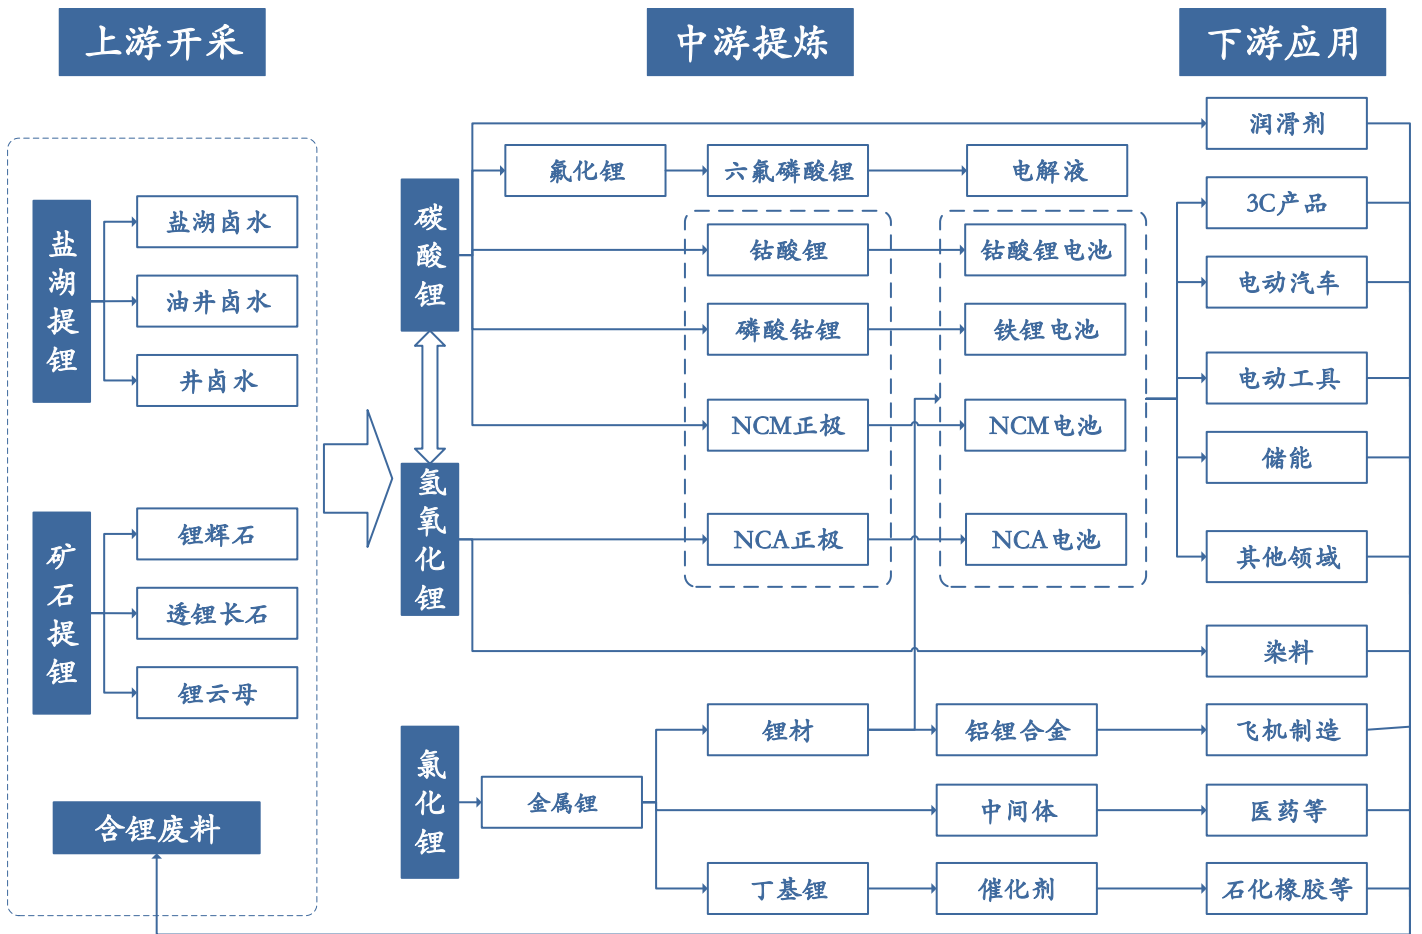 上游开采
中游提炼
下游应用
盐湖提锂
盐湖卤水
油井卤水
井卤水
矿石提锂
锂辉石
透锂长石
锂云母
含锂废料
碳酸锂
氢氧化锂
氯化锂
氟化锂
六氟磷酸锂
电解液
钴酸锂
钴酸锂电池
磷酸钴锂
铁锂电池
NCM正极
NCM电池
NCA正极
NCA电池
金属锂
锂材
铝锂合金
中间体
丁基锂
催化剂
润滑剂
3C产品
电动汽车
电动工具
储能
其他领域
染料
飞机制造
医药等
石化橡胶等